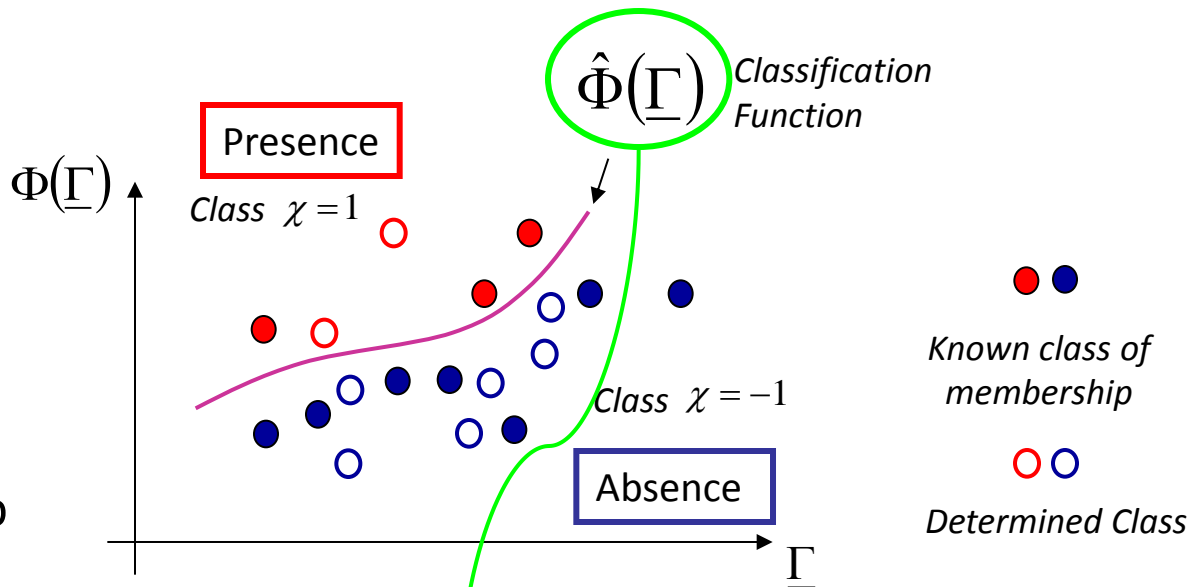 Φ̂(Γ)
Classification
Function
Presence
Φ(Γ)
Class χ = 1
Class χ = −1
Absence
Γ
Known class of
membership
Determined Class